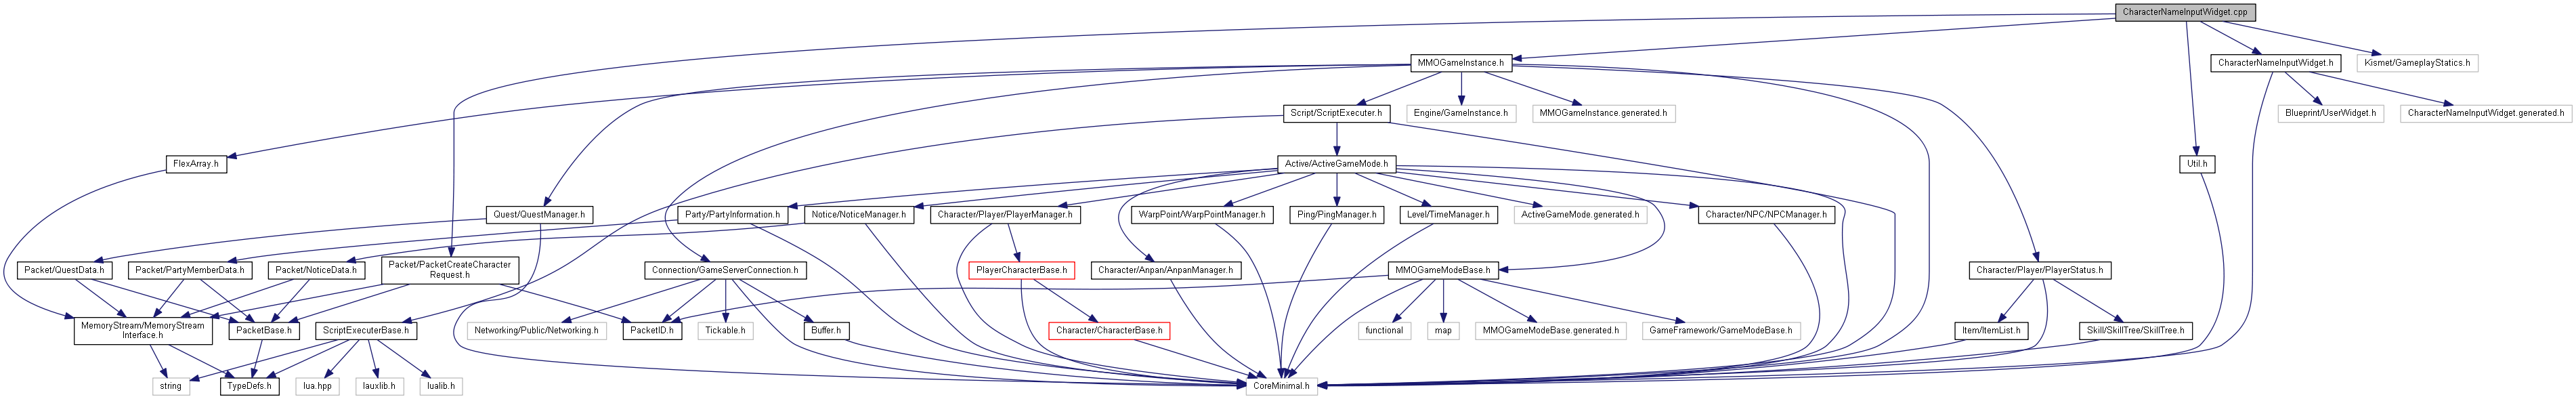 CharacterNameInputWidget.cpp
MMOGameInstance.h
CharacterNameInputWidget.h
Kismet/GameplayStatics.h
Script/ScriptExecuter.h
Engine/GameInstance.h
MMOGameInstance.generated.h
Blueprint/UserWidget.h
CharacterNameInputWidget.generated.h
FlexArray.h
Active/ActiveGameMode.h
Util.h
Quest/QuestManager.h
Party/PartyInformation.h
Notice/NoticeManager.h
Character/Player/PlayerManager.h
WarpPoint/WarpPointManager.h
Ping/PingManager.h
Level/TimeManager.h
ActiveGameMode.generated.h
Character/NPC/NPCManager.h
Packet/QuestData.h
Packet/PartyMemberData.h
Packet/NoticeData.h
Packet/PacketCreateCharacter
Request.h
Connection/GameServerConnection.h
PlayerCharacterBase.h
Character/Anpan/AnpanManager.h
MMOGameModeBase.h
Character/Player/PlayerStatus.h
MemoryStream/MemoryStream
Interface.h
PacketBase.h
ScriptExecuterBase.h
Networking/Public/Networking.h
PacketID.h
Tickable.h
Buffer.h
Character/CharacterBase.h
functional
map
MMOGameModeBase.generated.h
GameFramework/GameModeBase.h
Item/ItemList.h
Skill/SkillTree/SkillTree.h
string
TypeDefs.h
lua.hpp
lauxlib.h
lualib.h
CoreMinimal.h